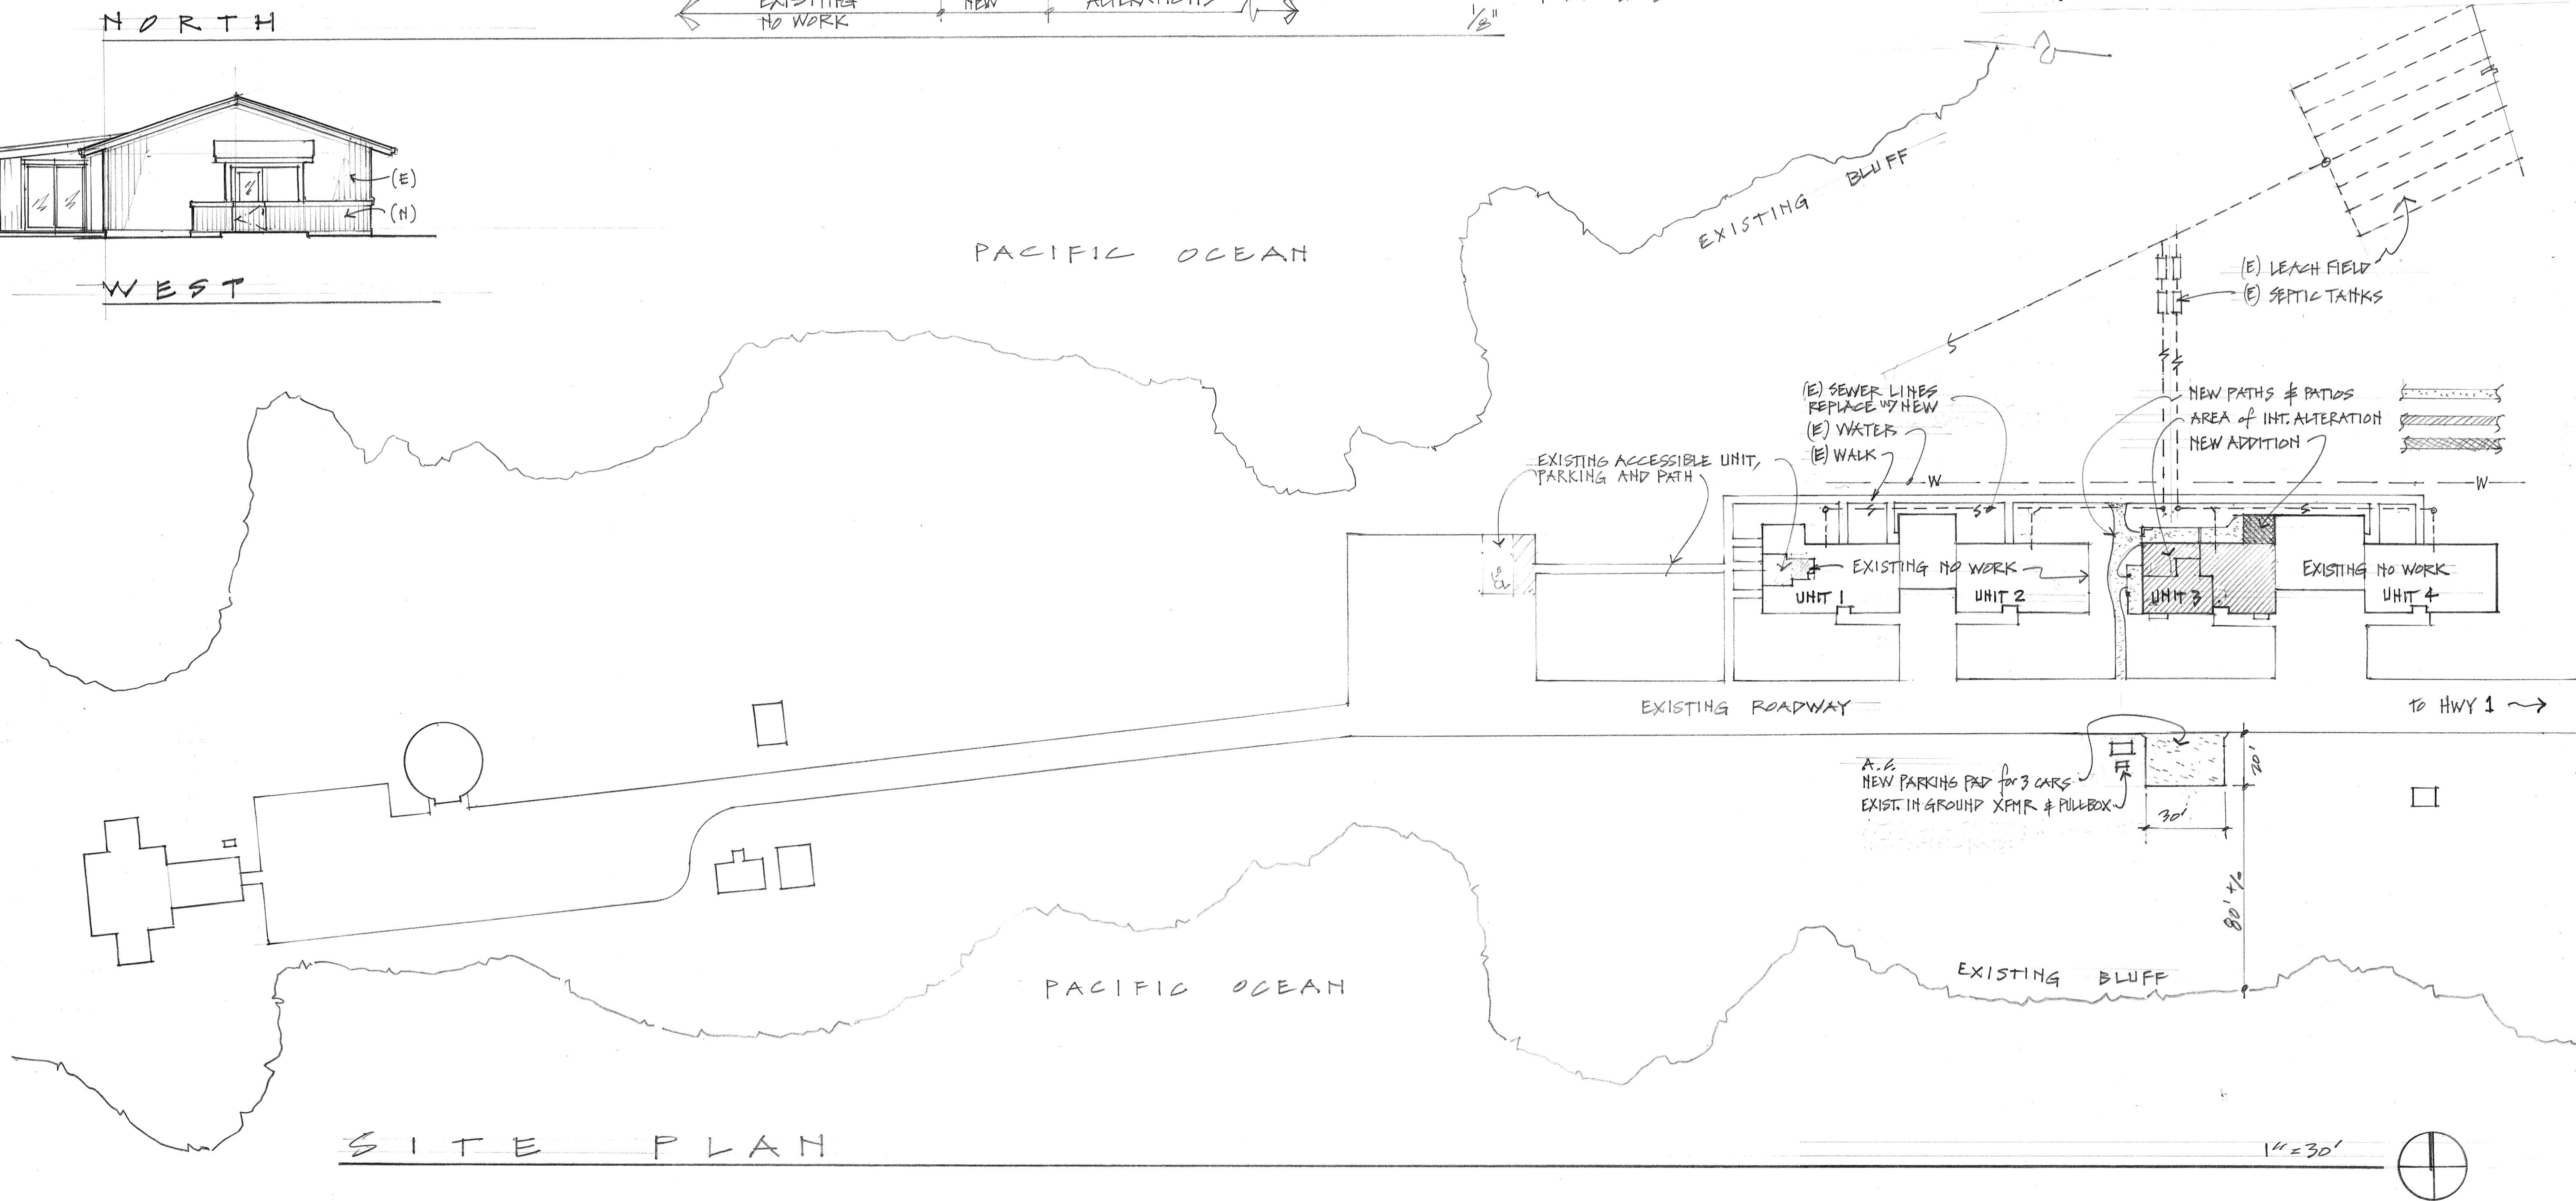 NORTH
EXISTING
NO WORK
NEW
ALTERATIONS
1/8"
(E)
(N)
WEST
PACIFIC OCEAN
EXISTING BLUFF
(E) LEACH FIELD
(E) SEPTIC TANKS
S
(E) SEWER LINES
REPLACE W/ NEW
(E) WATER
(E) WALK
NEW PATHS & PATIOS
AREA of INT. ALTERATION
NEW ADDITION
EXISTING ACCESSIBLE UNIT,
PARKING AND PATH
W
W
S
S
S
EXISTING NO WORK
EXISTING NO WORK
UNIT 1
UNIT 2
UNIT 3
UNIT 4
EXISTING ROADWAY
to HWY 1
A.C.
NEW PARKING PAD for 3 CARS
EXIST. IN GROUND XFMR & PULLBOX
20'
30'
80' +/-
EXISTING BLUFF
PACIFIC OCEAN
SITE PLAN
1" = 30'